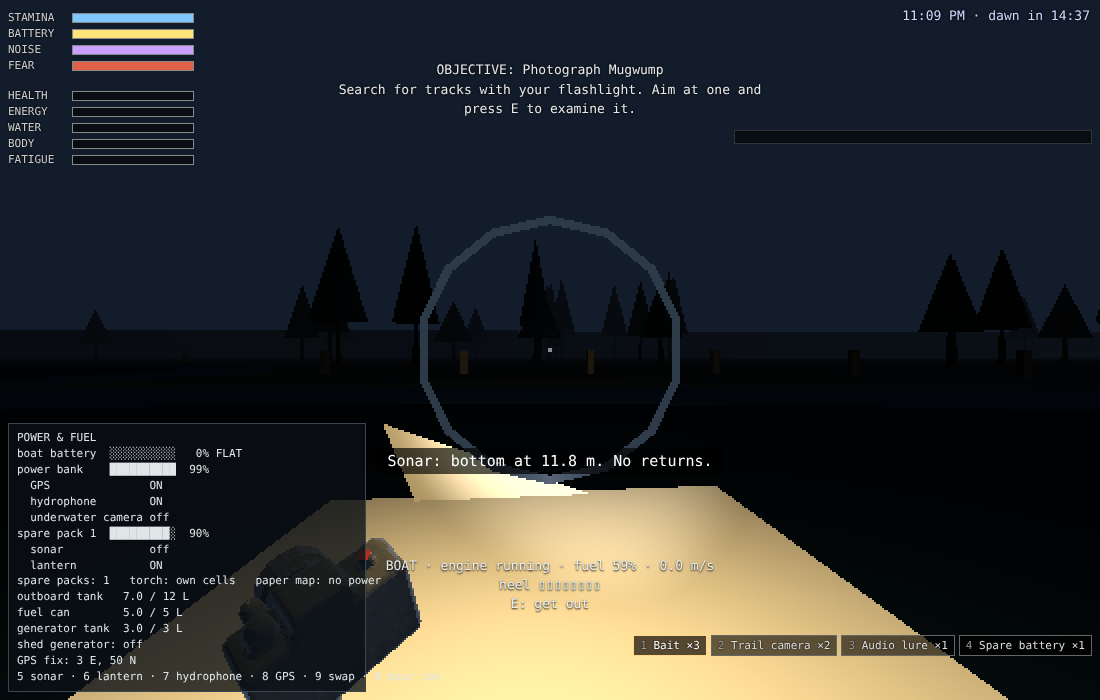 STAMINA
BATTERY
NOISE
FEAR
HEALTH
ENERGY
WATER
BODY
FATIGUE
11:09 PM · dawn in 14:37
OBJECTIVE: Photograph Mugwump
Search for tracks with your flashlight. Aim at one and
press E to examine it.
Sonar: bottom at 11.8 m. No returns.
POWER & FUEL
boat battery 0% FLAT
power bank 99%
GPS ON
hydrophone ON
underwater camera off
spare pack 1 90%
sonar off
lantern ON
spare packs: 1 torch: own cells paper map: no power
outboard tank 7.0 / 12 L
fuel can 5.0 / 5 L
generator tank 3.0 / 3 L
shed generator: off
GPS fix: 3 E, 50 N
5 sonar · 6 lantern · 7 hydrophone · 8 GPS · 9 swap ·
BOAT · engine running · fuel 59% · 0.0 m/s
heel
E: get out
1 Bait ×3
2 Trail camera ×2
3 Audio lure ×1
4 Spare battery ×1